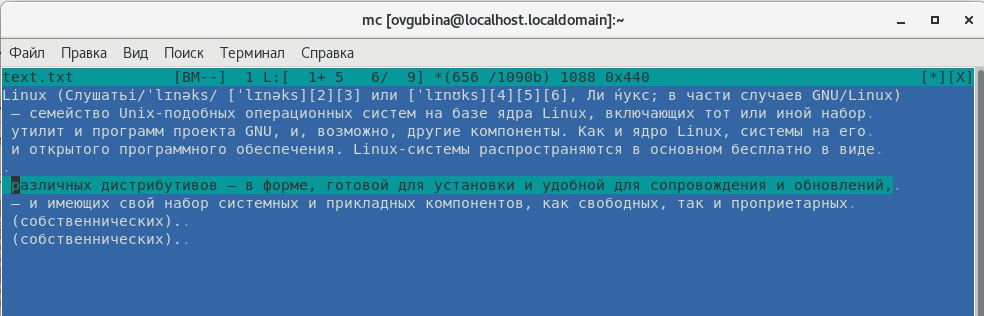 mc [ovgubina@localhost.localdomain]:~
Файл Правка Вид Поиск Терминал Справка
text.txt [BM--] 1 L:[ 1+ 5 6/ 9] *(656 /1090b) 1088 0x440 [*][X]
Linux (Слушатьi/ˈlɪnəks/ [ˈlɪnəks][2][3] или [ˈlɪnʊks][4][5][6], Ли ́нукс; в части случаев GNU/Linux)
— семейство Unix-подобных операционных систем на базе ядра Linux, включающих тот или иной набор.
утилит и программ проекта GNU, и, возможно, другие компоненты. Как и ядро Linux, системы на его.
и открытого программного обеспечения. Linux-системы распространяются в основном бесплатно в виде.
.
различных дистрибутивов — в форме, готовой для установки и удобной для сопровождения и обновлений,.
— и имеющих свой набор системных и прикладных компонентов, как свободных, так и проприетарных.
(собственнических)..
(собственнических)..